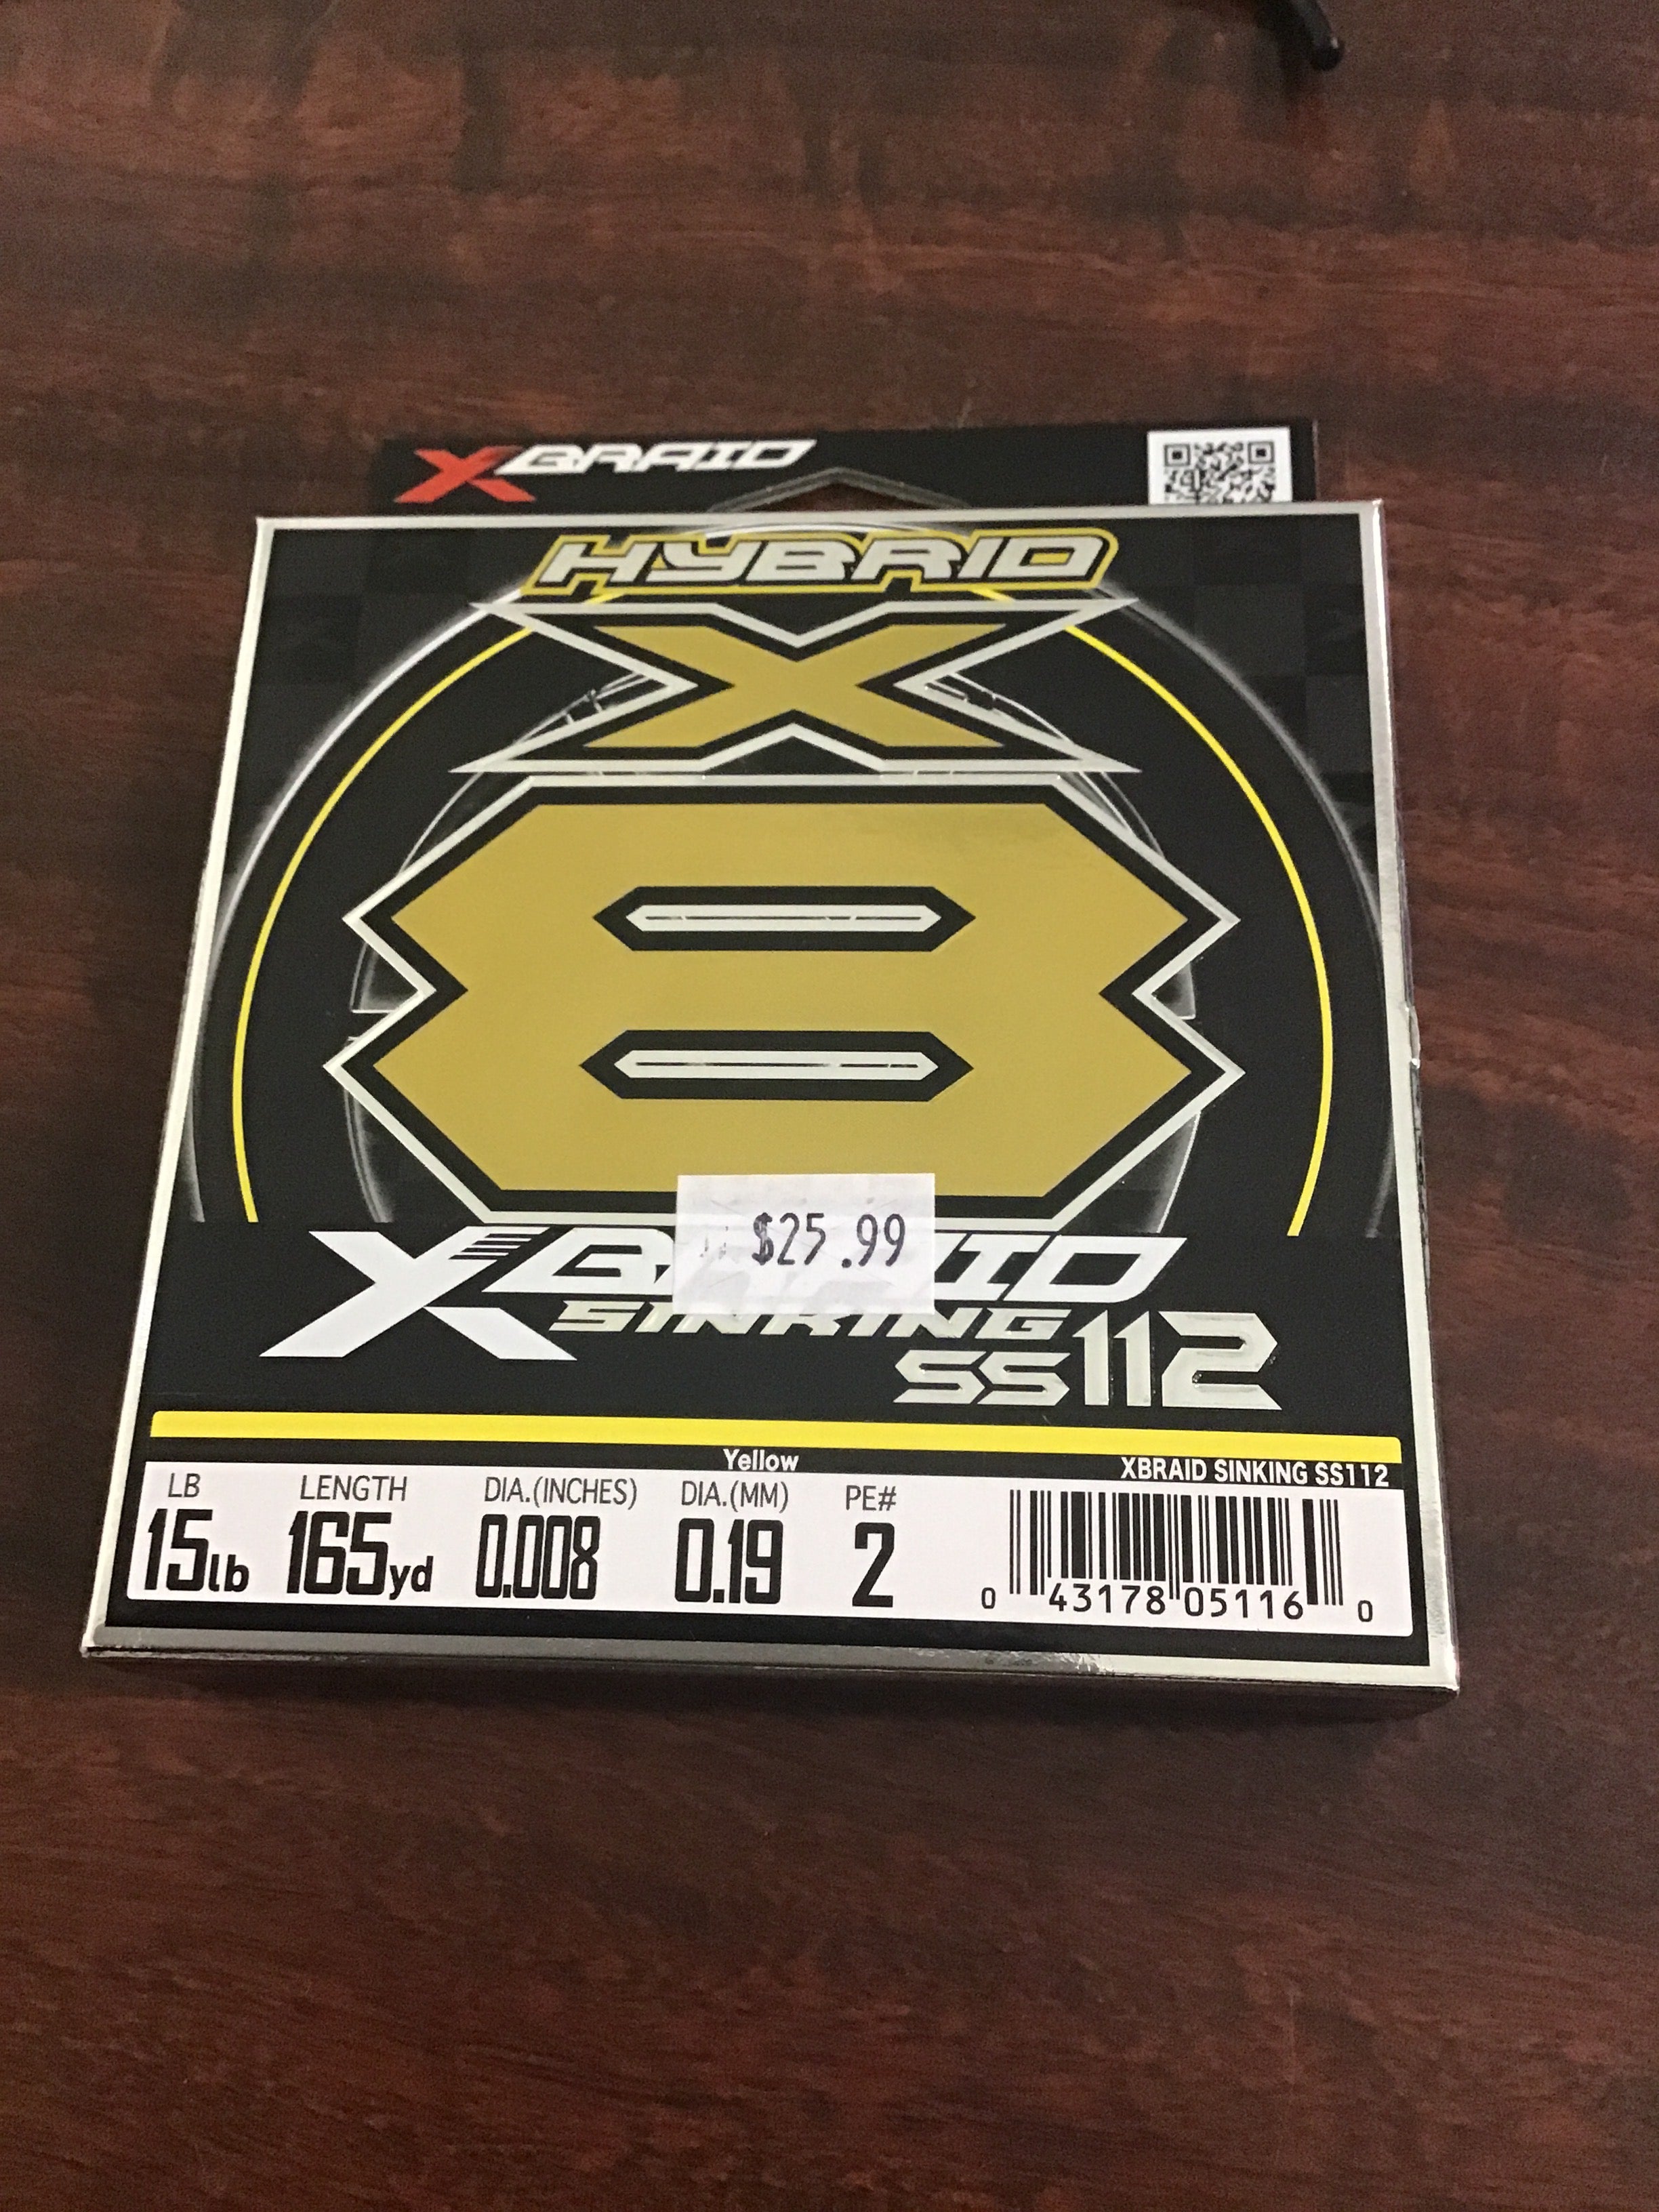 XBRAID
HYBRID
X
8
$25.99
XBRAID
SINKING
SS112
Yellow
XBRAID SINKING SS112
LB LENGTH DIA.(INCHES) DIA.(MM) PE#
15lb 165yd 0.008 0.19 2
0 43178 05116 0